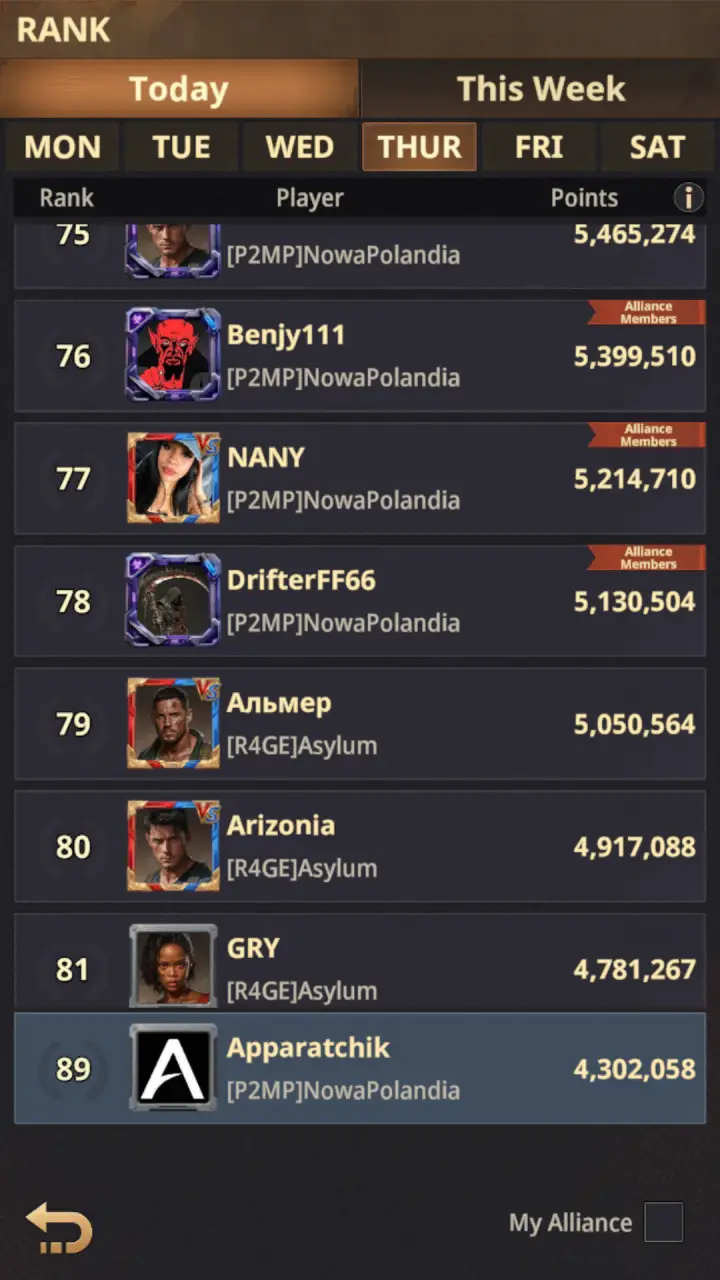 RANK
Today
This Week
MON
TUE
WED
THUR
FRI
SAT
Rank
Player
Points
75
[P2MP]NowaPolandia
5,465,274
76
Benjy111
[P2MP]NowaPolandia
Alliance
Members
5,399,510
77
NANY
[P2MP]NowaPolandia
Alliance
Members
5,214,710
78
DrifterFF66
[P2MP]NowaPolandia
Alliance
Members
5,130,504
79
Альмер
[R4GE]Asylum
5,050,564
80
Arizonia
[R4GE]Asylum
4,917,088
81
GRY
[R4GE]Asylum
4,781,267
89
Apparatchik
[P2MP]NowaPolandia
4,302,058
My Alliance